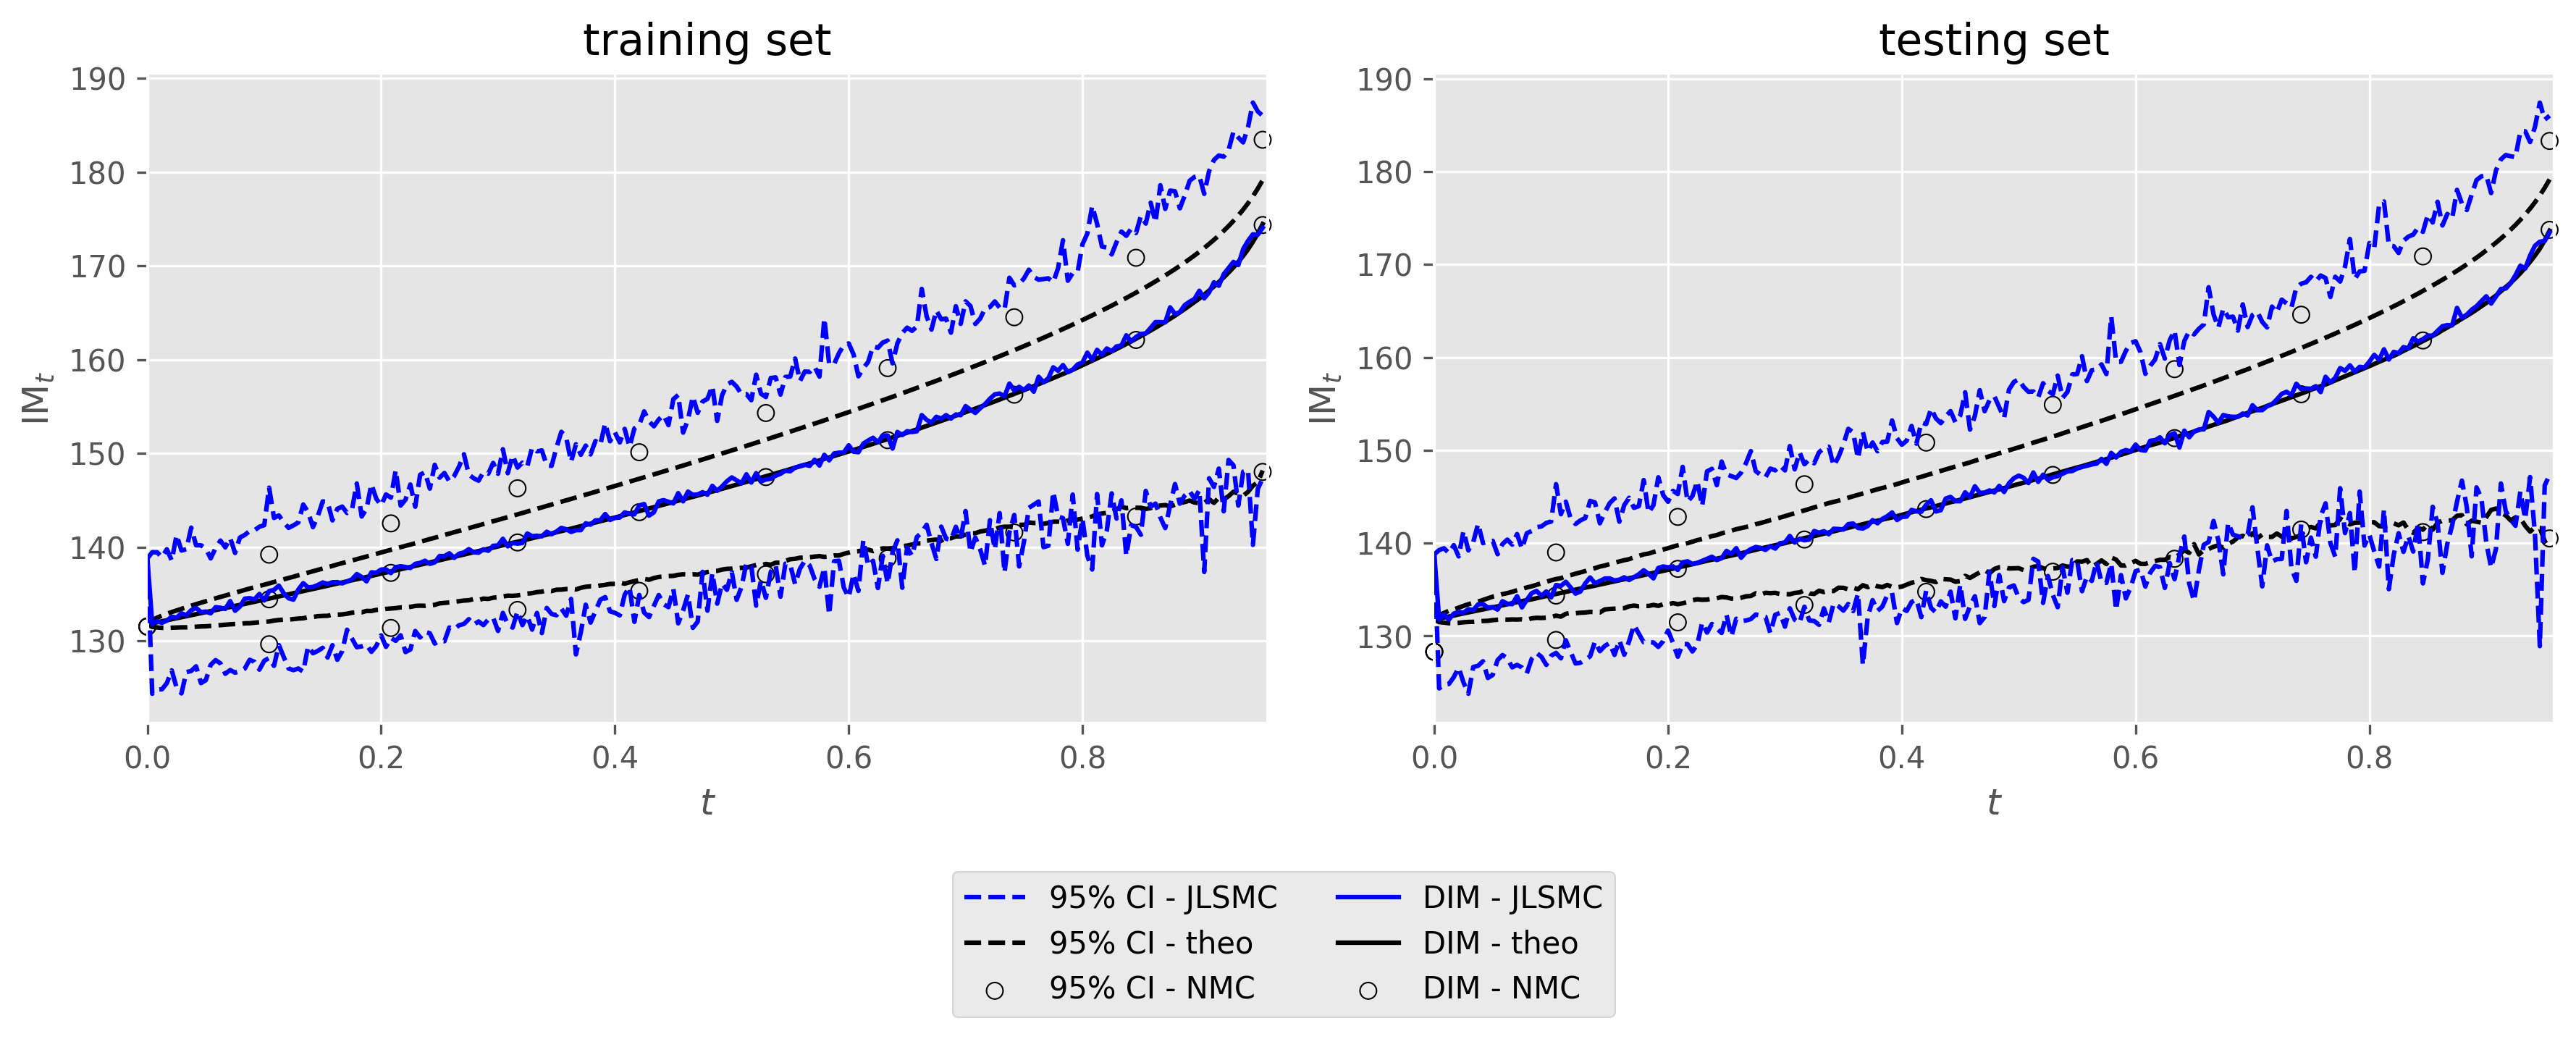 training set
190
180
170
160
150
140
130
IM_t
0.0 0.2 0.4 0.6 0.8
t
testing set
190
180
170
160
150
140
130
IM_t
0.0 0.2 0.4 0.6 0.8
t
95% CI - JLSMC
95% CI - theo
95% CI - NMC
DIM - JLSMC
DIM - theo
DIM - NMC